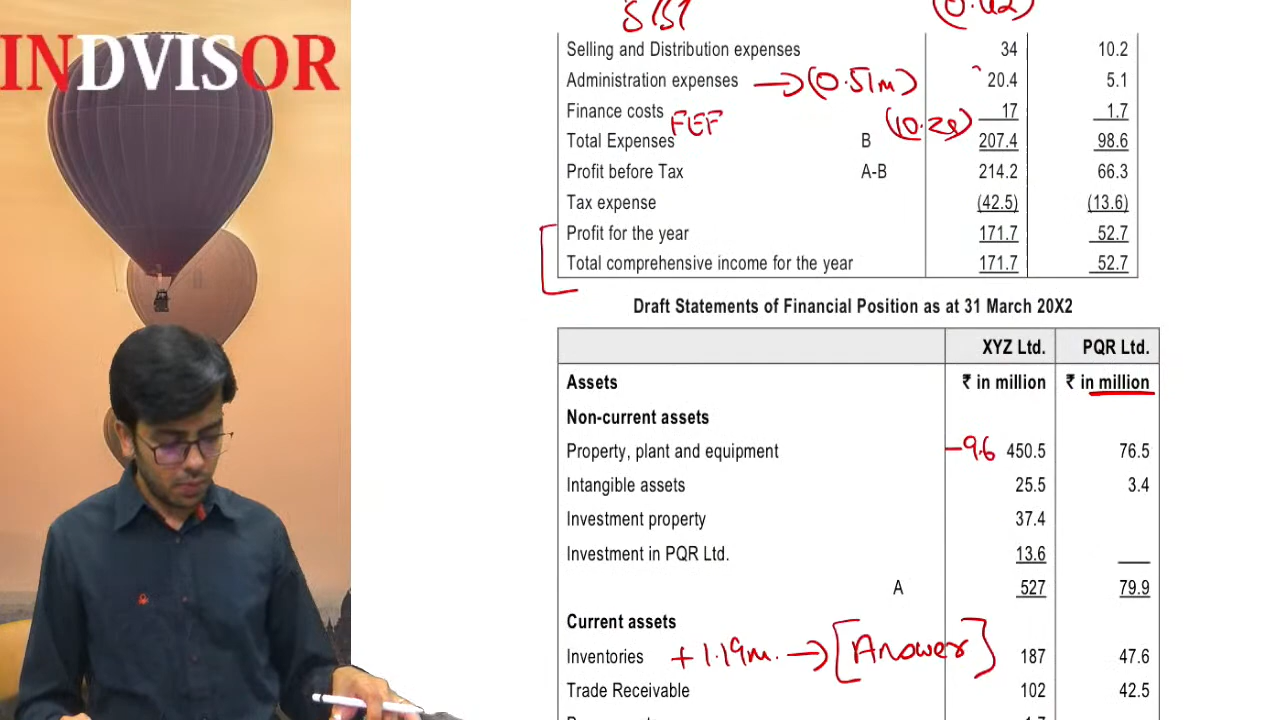 INDVISOR
Selling and Distribution expenses 34 10.2
Administration expenses →(0.51m) 20.4 5.1
Finance costs 17 1.7
FEF
Total Expenses B 207.4 98.6
Profit before Tax A-B 214.2 66.3
Tax expense (42.5) (13.6)
Profit for the year 171.7 52.7
Total comprehensive income for the year 171.7 52.7
Draft Statements of Financial Position as at 31 March 20X2
XYZ Ltd. PQR Ltd.
Assets ₹ in million ₹ in million
Non-current assets
Property, plant and equipment -9.6 450.5 76.5
Intangible assets 25.5 3.4
Investment property 37.4
Investment in PQR Ltd. 13.6
A 527 79.9
Current assets
Inventories +1.19m. → [Answer] 187 47.6
Trade Receivable 102 42.5